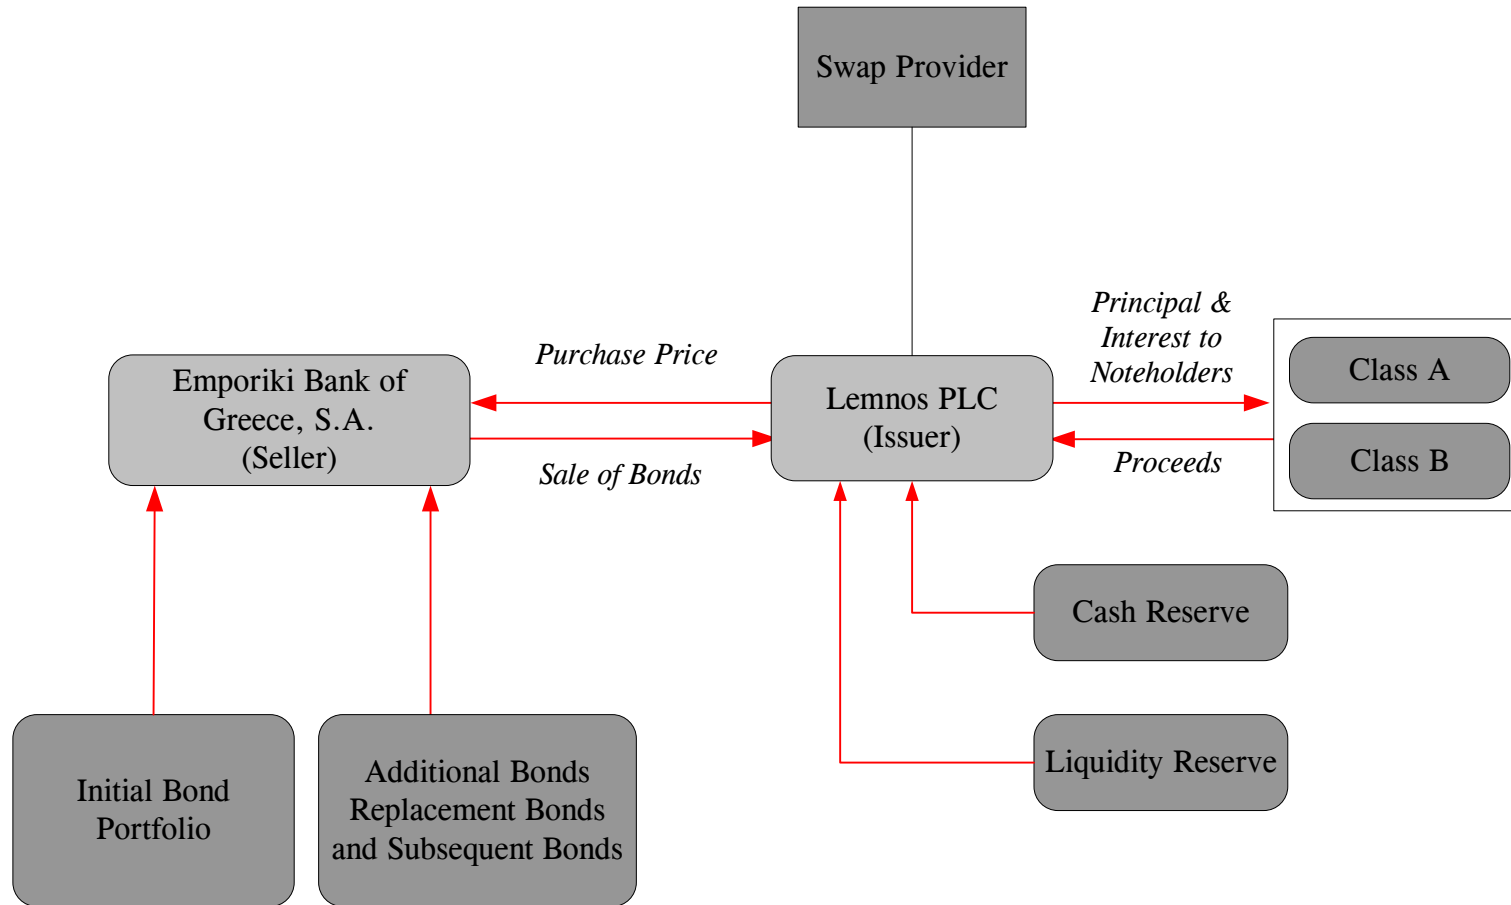 Swap Provider
Principal &
Interest to
Noteholders
Purchase Price
Emporiki Bank of
Greece, S.A.
(Seller)
Lemnos PLC
(Issuer)
Class A
Class B
Sale of Bonds
Proceeds
Cash Reserve
Liquidity Reserve
Initial Bond
Portfolio
Additional Bonds
Replacement Bonds
and Subsequent Bonds